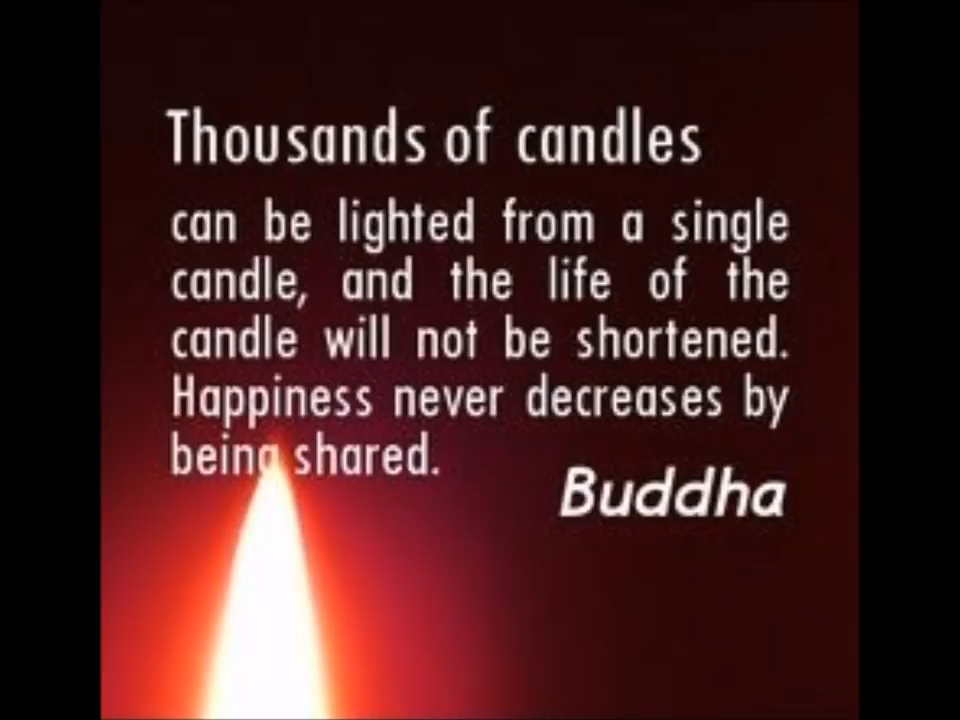 Thousands of candles
can be lighted from a single
candle, and the life of the
candle will not be shortened.
Happiness never decreases by
being shared.
Buddha